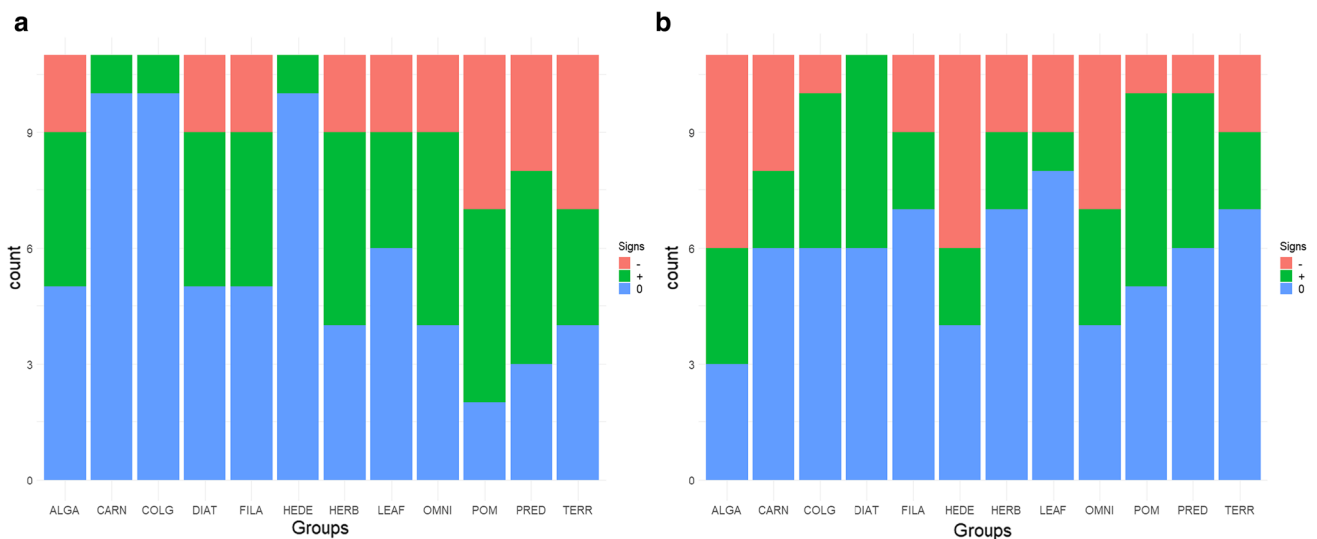 a
count
9
6
3
0
ALGA CARN COLG DIAT FILA HEDE HERB LEAF OMNI POM PRED TERR
Groups
Signs
-
+
0
b
count
9
6
3
0
ALGA CARN COLG DIAT FILA HEDE HERB LEAF OMNI POM PRED TERR
Groups
Signs
-
+
0